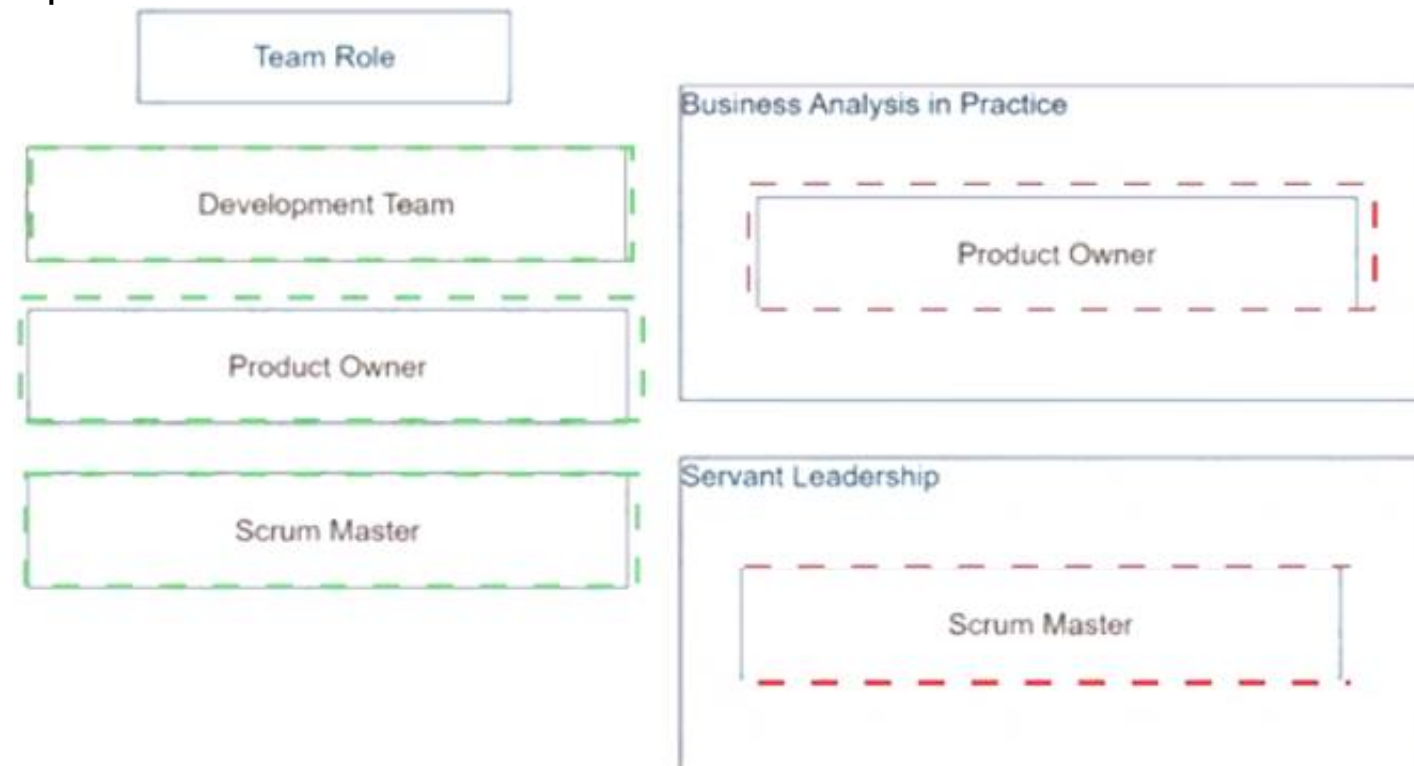 Team Role
Development Team
Product Owner
Scrum Master
Business Analysis in Practice
Product Owner
Servant Leadership
Scrum Master